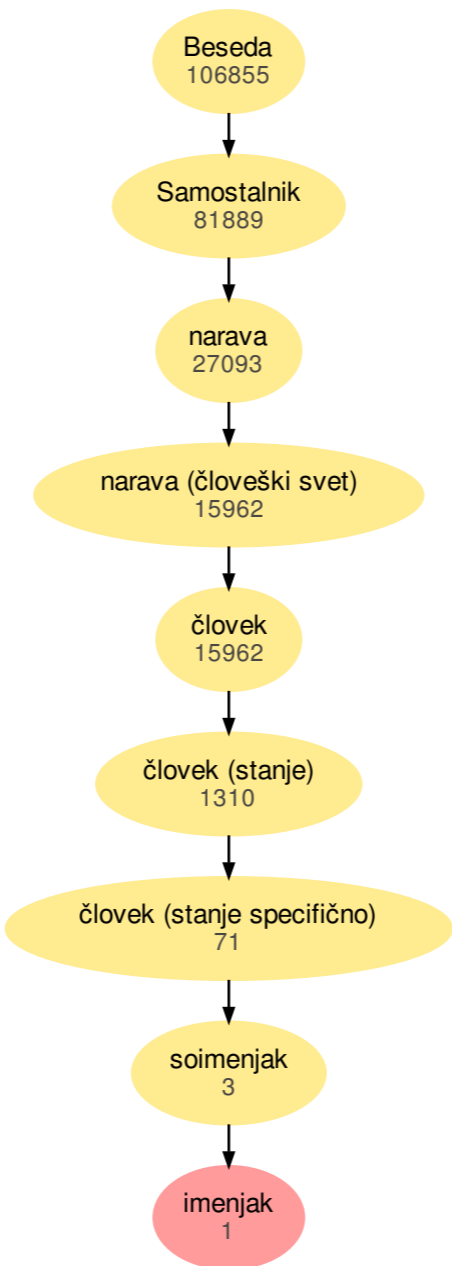 Beseda
106855
Samostalnik
81889
narava
27093
narava (človeški svet)
15962
človek
15962
človek (stanje)
1310
človek (stanje specifično)
71
soimenjak
3
imenjak
1